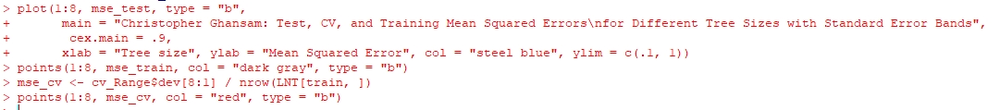 > plot(1:8, mse_test, type = "b",
+      main = "Christopher Ghansam: Test, CV, and Training Mean Squared Errors\nfor Different Tree Sizes with Standard Error Bands",
+       cex.main = .9,
+      xlab = "Tree size", ylab = "Mean Squared Error", col = "steel blue", ylim = c(.1, 1))
> points(1:8, mse_train, col = "dark gray", type = "b")
> mse_cv <- cv_Range$dev[8:1] / nrow(LNT[train, ])
> points(1:8, mse_cv, col = "red", type = "b")
>